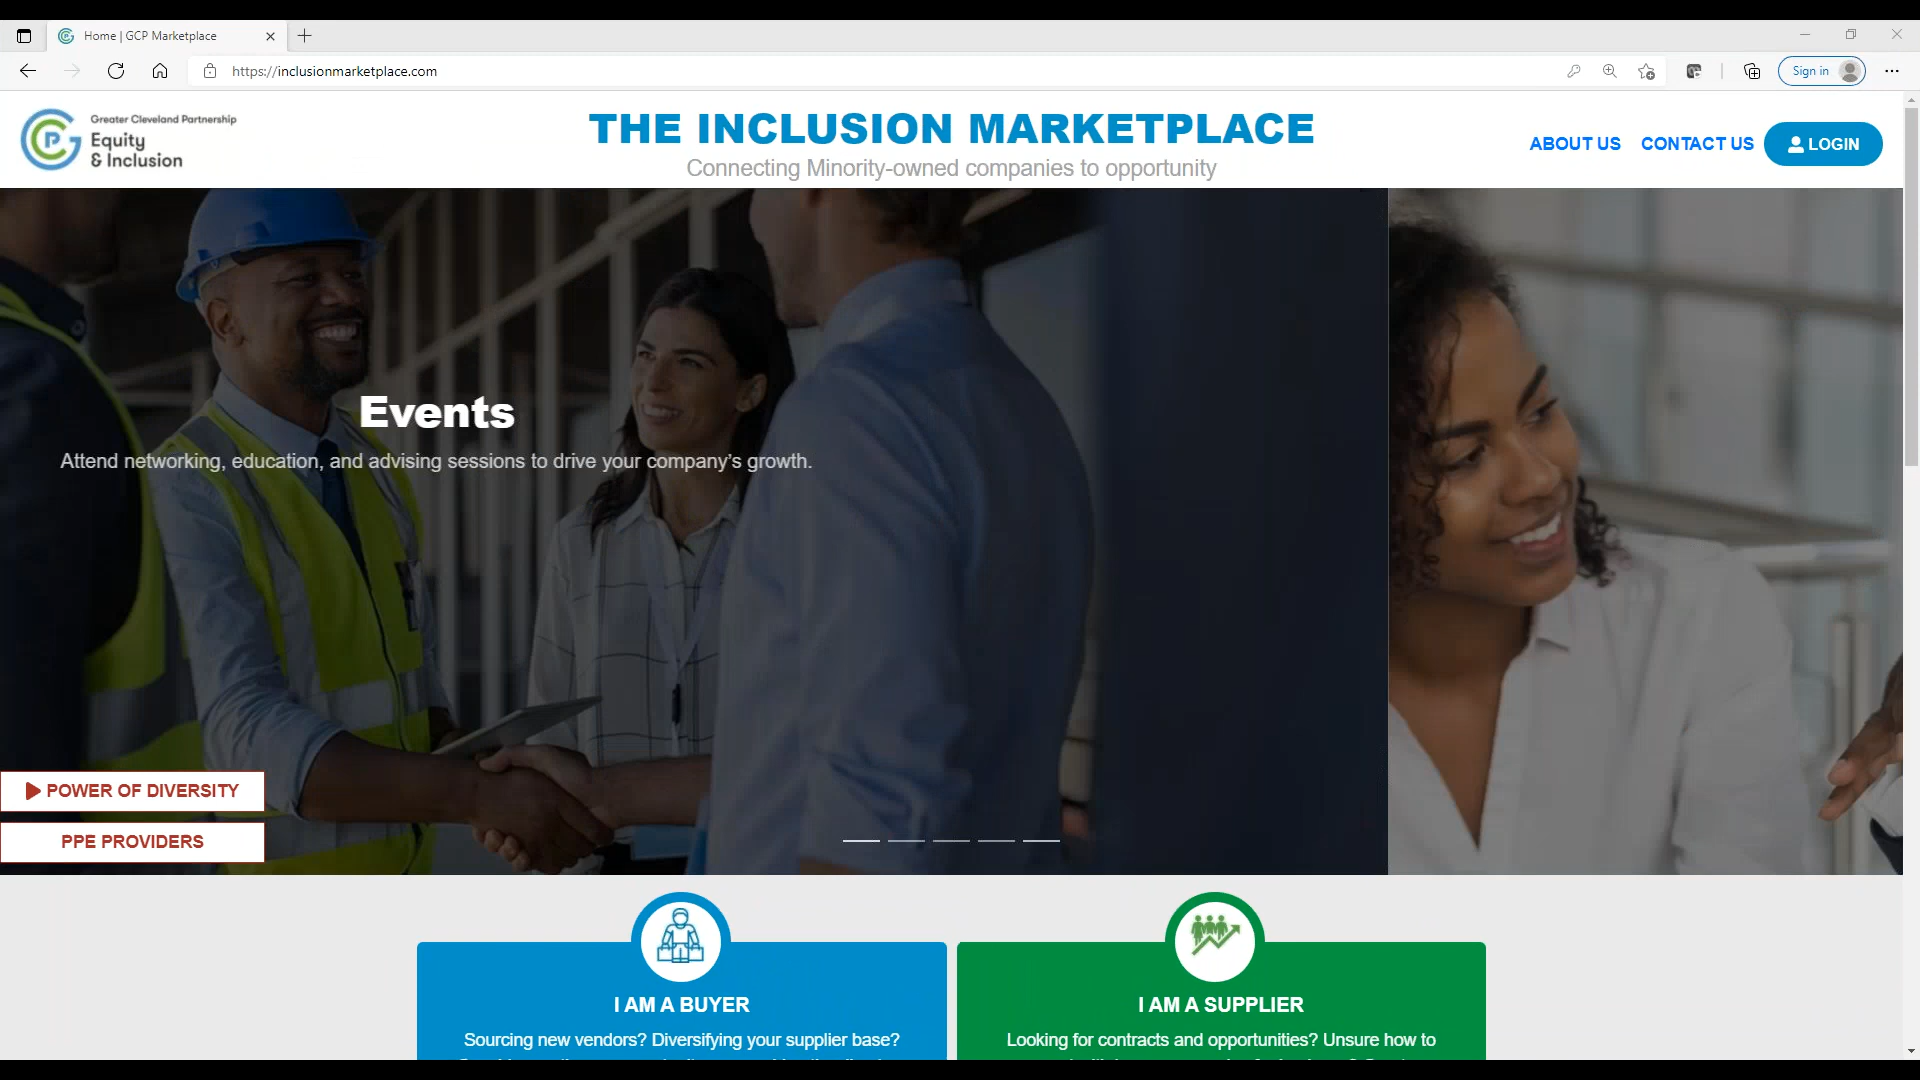 Home | GCP Marketplace
https://inclusionmarketplace.com
Sign in
Greater Cleveland Partnership
Equity
& Inclusion
THE INCLUSION MARKETPLACE
Connecting Minority-owned companies to opportunity
ABOUT US
CONTACT US
LOGIN
Events
Attend networking, education, and advising sessions to drive your company's growth.
POWER OF DIVERSITY
PPE PROVIDERS
I AM A BUYER
Sourcing new vendors? Diversifying your supplier base?
I AM A SUPPLIER
Looking for contracts and opportunities? Unsure how to